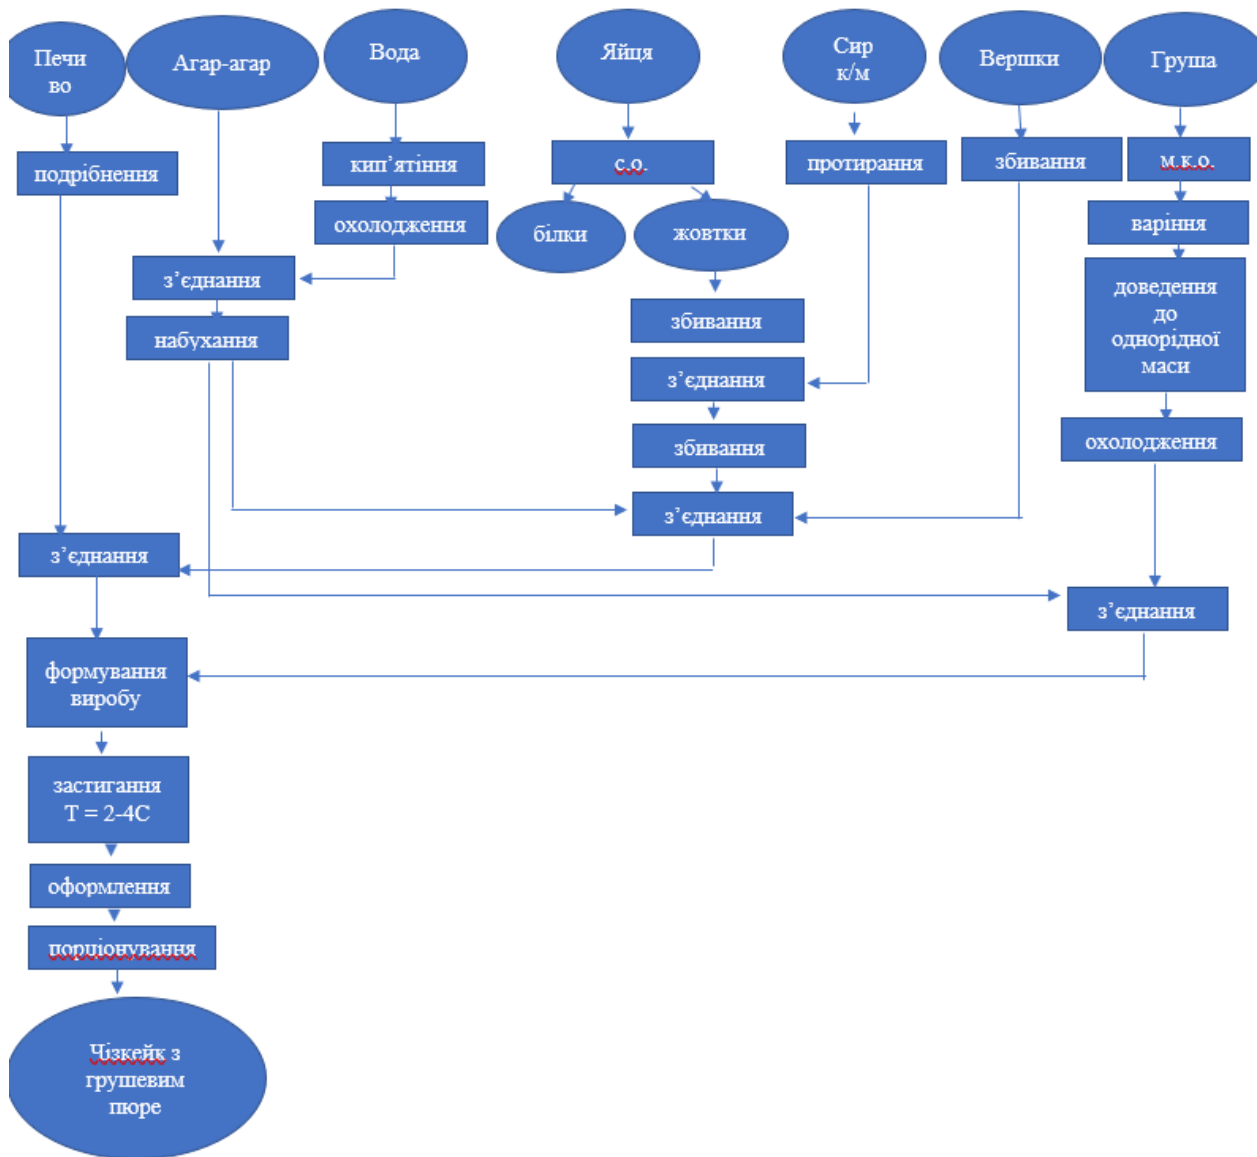 Печи
во
Агар-агар
Вода
Яйця
Сир
к/м
Вершки
Груша
подрібнення
кип’ятіння
с.о.
протирання
збивання
м.к.о.
охолодження
білки
жовтки
варіння
з’єднання
набухання
збивання
доведення
до
однорідної
маси
з’єднання
збивання
охолодження
з’єднання
з’єднання
з’єднання
формування
виробу
застигання
Т = 2-4С
оформлення
порціонування
Чізкейк з
грушевим
пюре